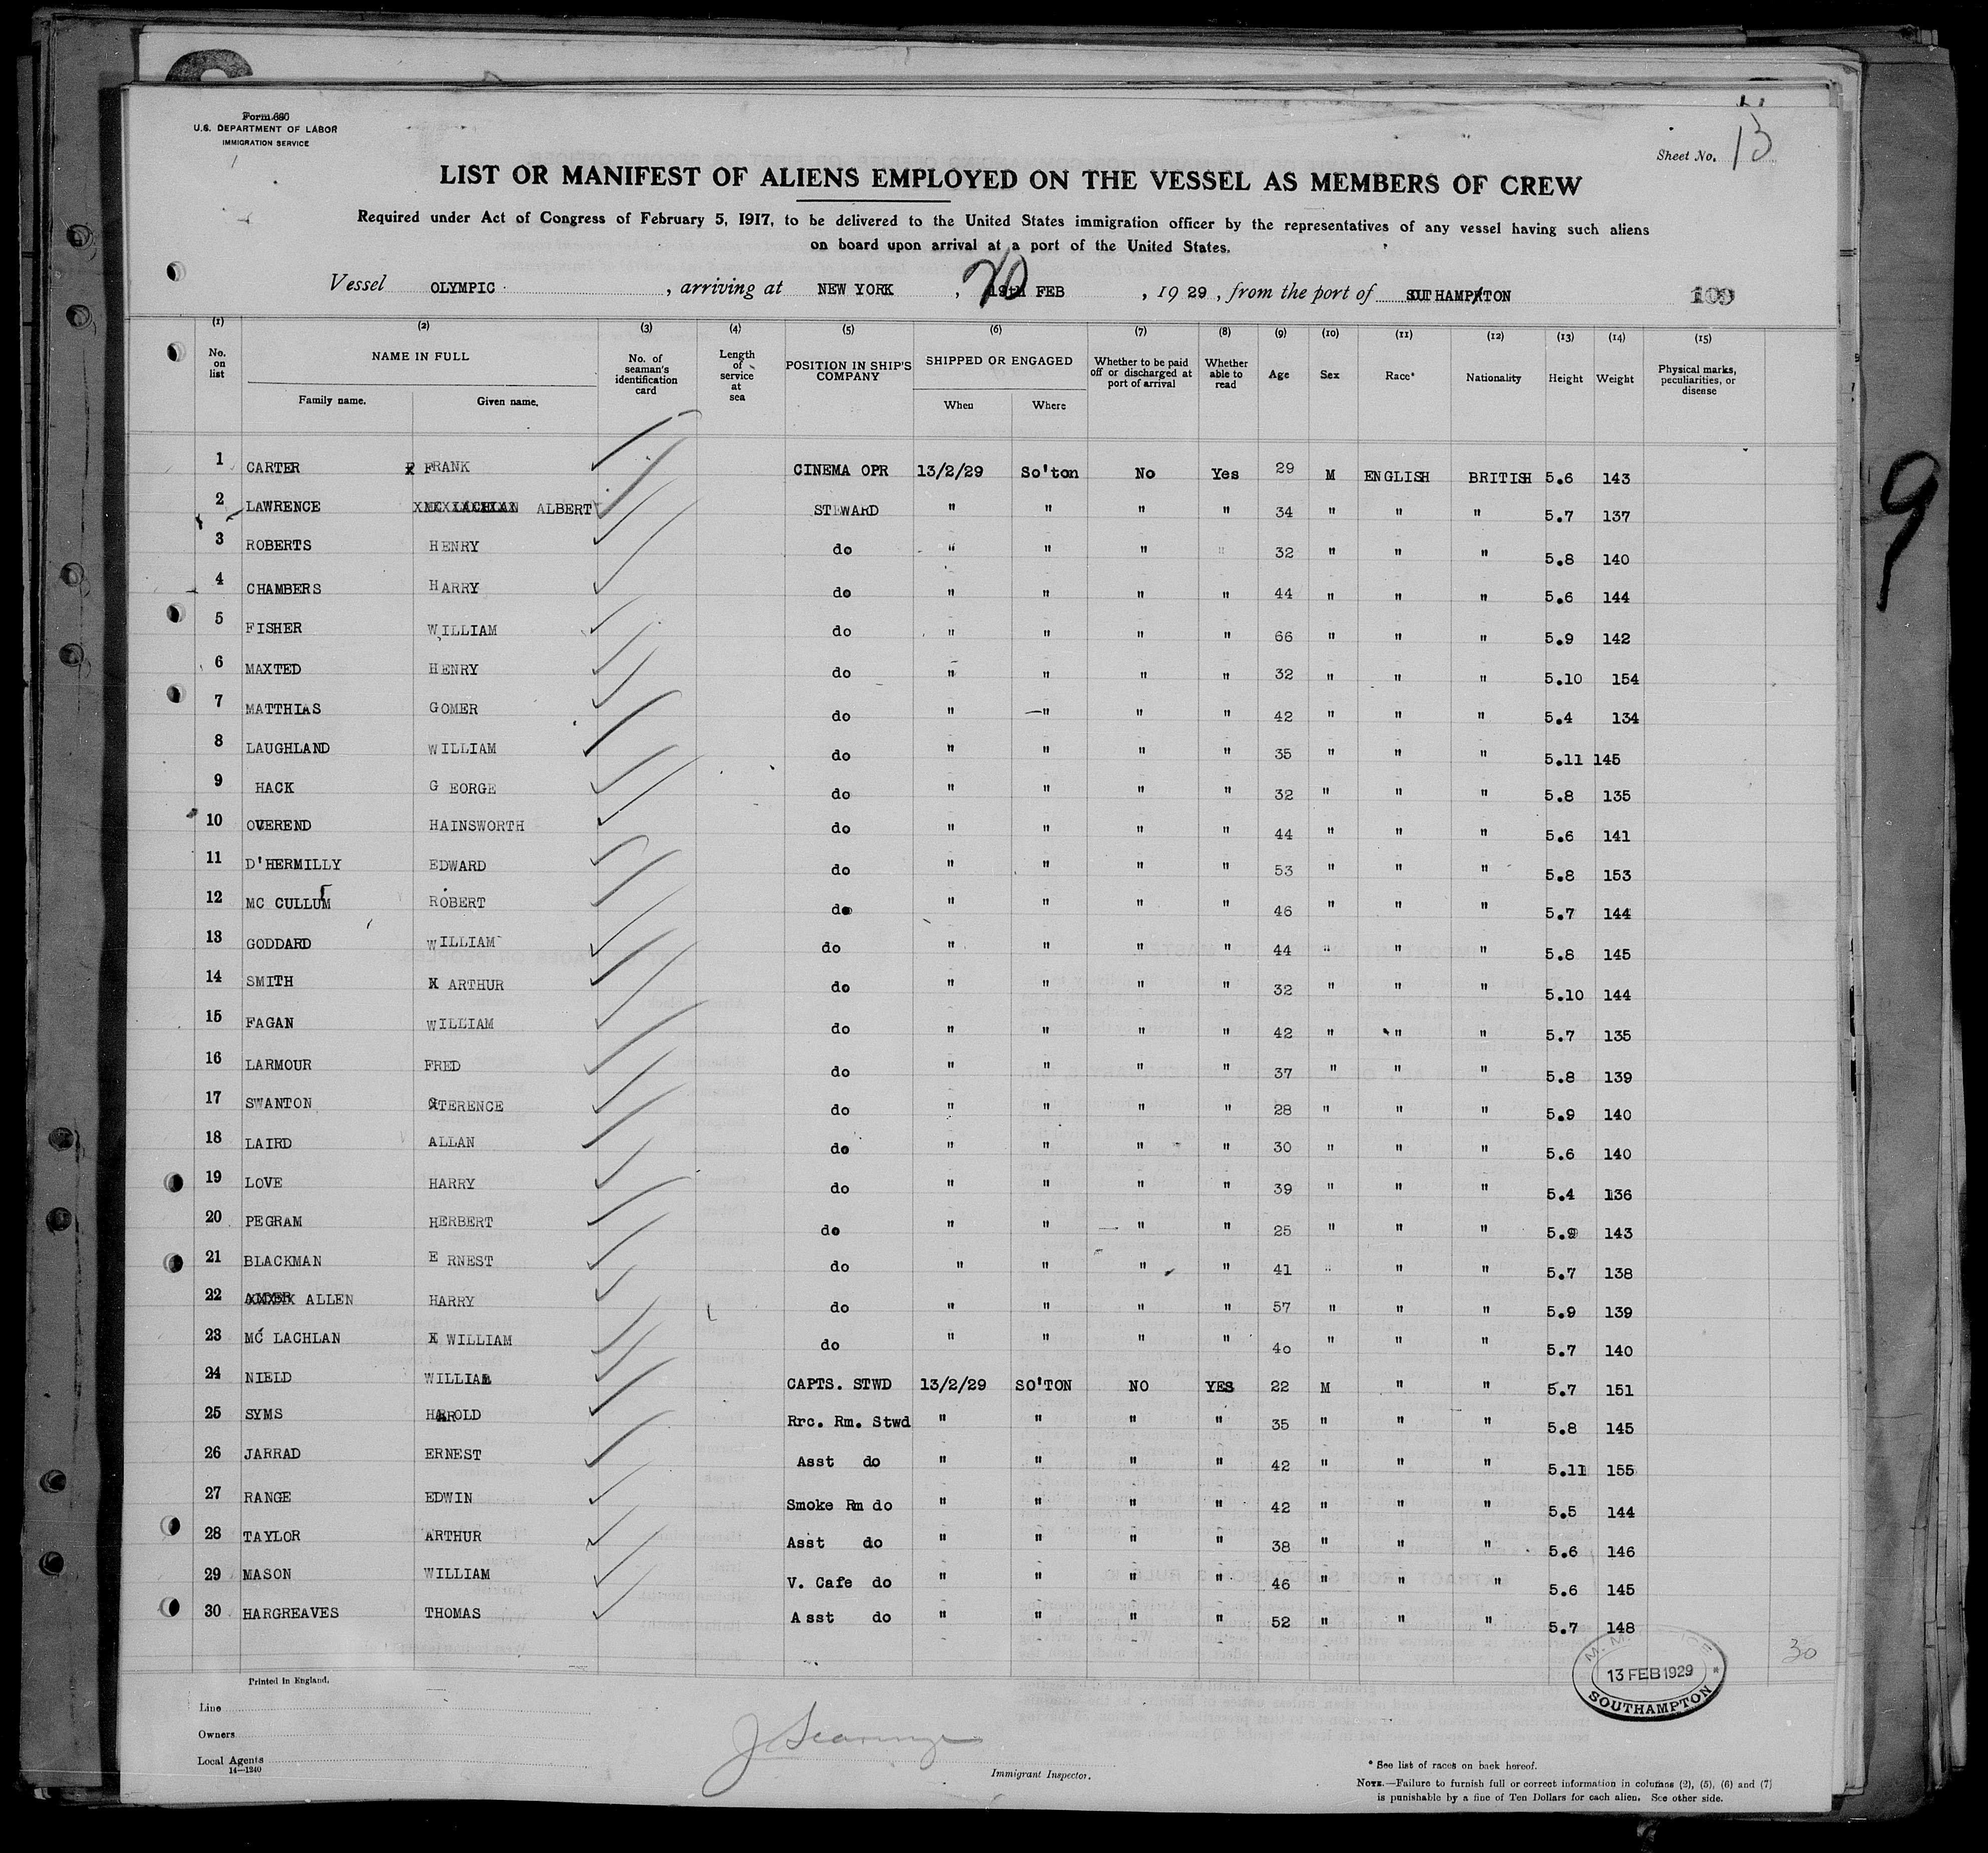 Form 680
U.S. DEPARTMENT OF LABOR
IMMIGRATION SERVICE
Sheet No. 13
LIST OR MANIFEST OF ALIENS EMPLOYED ON THE VESSEL AS MEMBERS OF CREW
Required under Act of Congress of February 5, 1917, to be delivered to the United States immigration officer by the representatives of any vessel having such aliens
on board upon arrival at a port of the United States.
Vessel OLYMPIC , arriving at NEW YORK , 20 19th FEB , 1929 , from the port of SOUTHAMPTON 109
(1) (2) (3) (4) (5) (6) (7) (8) (9) (10) (11) (12) (13) (14) (15)
No. on list NAME IN FULL Family name. Given name. No. of seaman's identification card Length of service at sea POSITION IN SHIP'S COMPANY SHIPPED OR ENGAGED When Where Whether to be paid off or discharged at port of arrival Whether able to read Age Sex Race* Nationality Height Weight Physical marks, peculiarities, or disease
1 CARTER FRANK CINEMA OPR 13/2/29 So'ton No Yes 29 M ENGLISH BRITISH 5.6 143
2 LAWRENCE ALBERT STEWARD " " " " 34 " " " 5.7 137
3 ROBERTS HENRY do " " " " 32 " " " 5.8 140
4 CHAMBERS HARRY do " " " " 44 " " " 5.6 144
5 FISHER WILLIAM do " " " " 66 " " " 5.9 142
6 MAXTED HENRY do " " " " 32 " " " 5.10 154
7 MATTHIAS GOMER do " " " " 42 " " " 5.4 134
8 LAUGHLAND WILLIAM do " " " " 35 " " " 5.11 145
9 HACK G EORGE do " " " " 32 " " " 5.8 135
10 OVEREND HAINSWORTH do " " " " 44 " " " 5.6 141
11 D'HERMILLY EDWARD do " " " " 53 " " " 5.8 153
12 MC CULLUM ROBERT do " " " " 46 " " " 5.7 144
13 GODDARD WILLIAM do " " " " 44 " " " 5.8 145
14 SMITH ARTHUR do " " " " 32 " " " 5.10 144
15 FAGAN WILLIAM do " " " " 42 " " " 5.7 135
16 LARMOUR FRED do " " " " 37 " " " 5.8 139
17 SWANTON TERENCE do " " " " 28 " " " 5.9 140
18 LAIRD ALLAN do " " " " 30 " " " 5.6 140
19 LOVE HARRY do " " " " 39 " " " 5.4 136
20 PEGRAM HERBERT do " " " " 25 " " " 5.9 143
21 BLACKMAN E RNEST do " " " " 41 " " " 5.7 138
22 ALLEN HARRY do " " " " 57 " " " 5.9 139
23 MC LACHLAN WILLIAM do " " " " 40 " " " 5.7 140
24 NIELD WILLIAM CAPTS. STWD 13/2/29 SO'TON NO YES 22 M " " 5.7 151
25 SYMS HAROLD Rrc. Rm. Stwd " " " " 35 " " " 5.8 145
26 JARRAD ERNEST Asst do " " " " 42 " " " 5.11 155
27 RANGE EDWIN Smoke Rm do " " " " 42 " " " 5.5 144
28 TAYLOR ARTHUR Asst do " " " " 38 " " " 5.6 146
29 MASON WILLIAM V. Cafe do " " " " 46 " " " 5.6 145
30 HARGREAVES THOMAS Asst do " " " " 52 " " " 5.7 148
30
13 FEB 1929
SOUTHAMPTON
Printed in England.
Line
Owners
Local Agents
14—1240
Immigrant Inspector.
* See list of races on back hereof.
NOTE.—Failure to furnish full or correct information in columns (2), (5), (6) and (7)
is punishable by a fine of Ten Dollars for each alien. See other side.
9